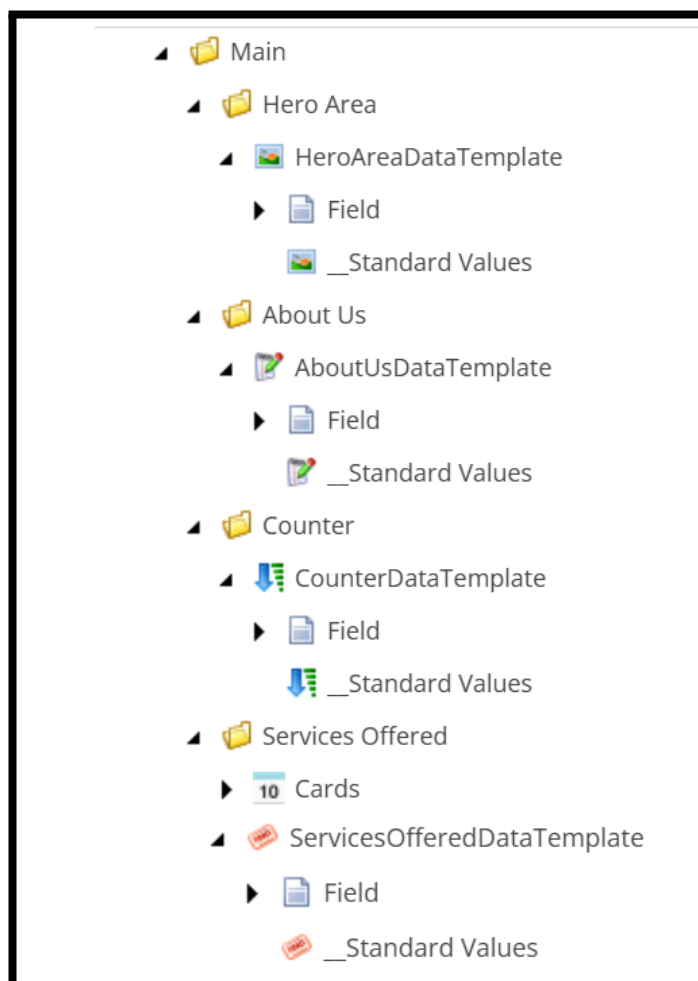 Main
Hero Area
HeroAreaDataTemplate
Field
__Standard Values
About Us
AboutUsDataTemplate
Field
__Standard Values
Counter
CounterDataTemplate
Field
__Standard Values
Services Offered
10 Cards
ServicesOfferedDataTemplate
Field
__Standard Values